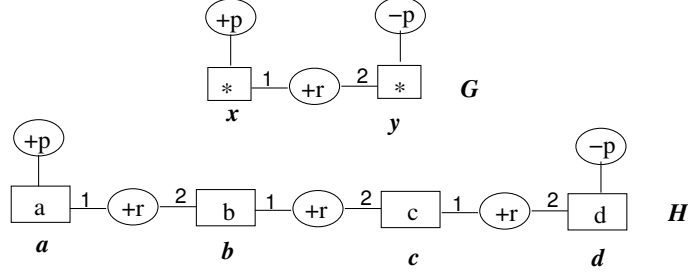 +p −p
* 1 +r 2 * G
x y
+p −p
a 1 +r 2 b 1 +r 2 c 1 +r 2 d H
a b c d